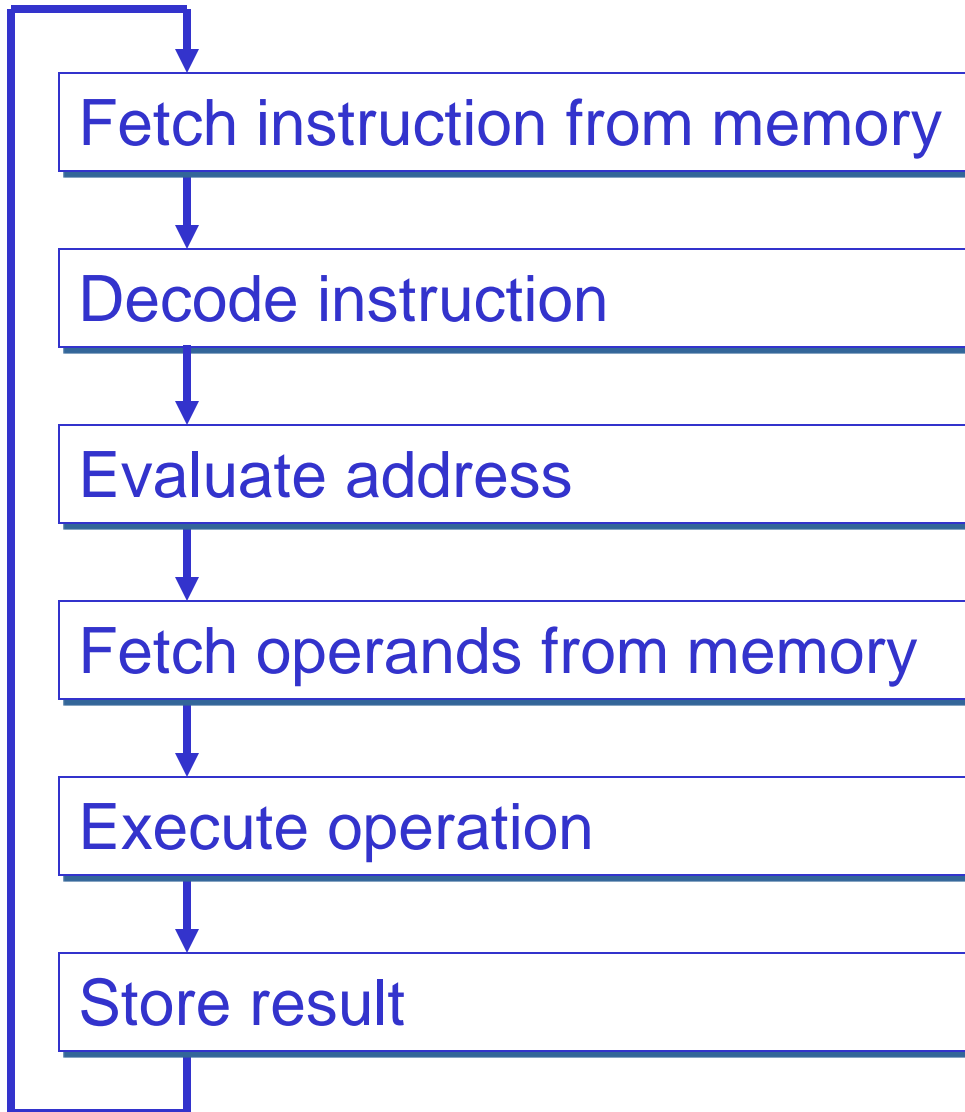 Fetch instruction from memory
Decode instruction
Evaluate address
Fetch operands from memory
Execute operation
Store result